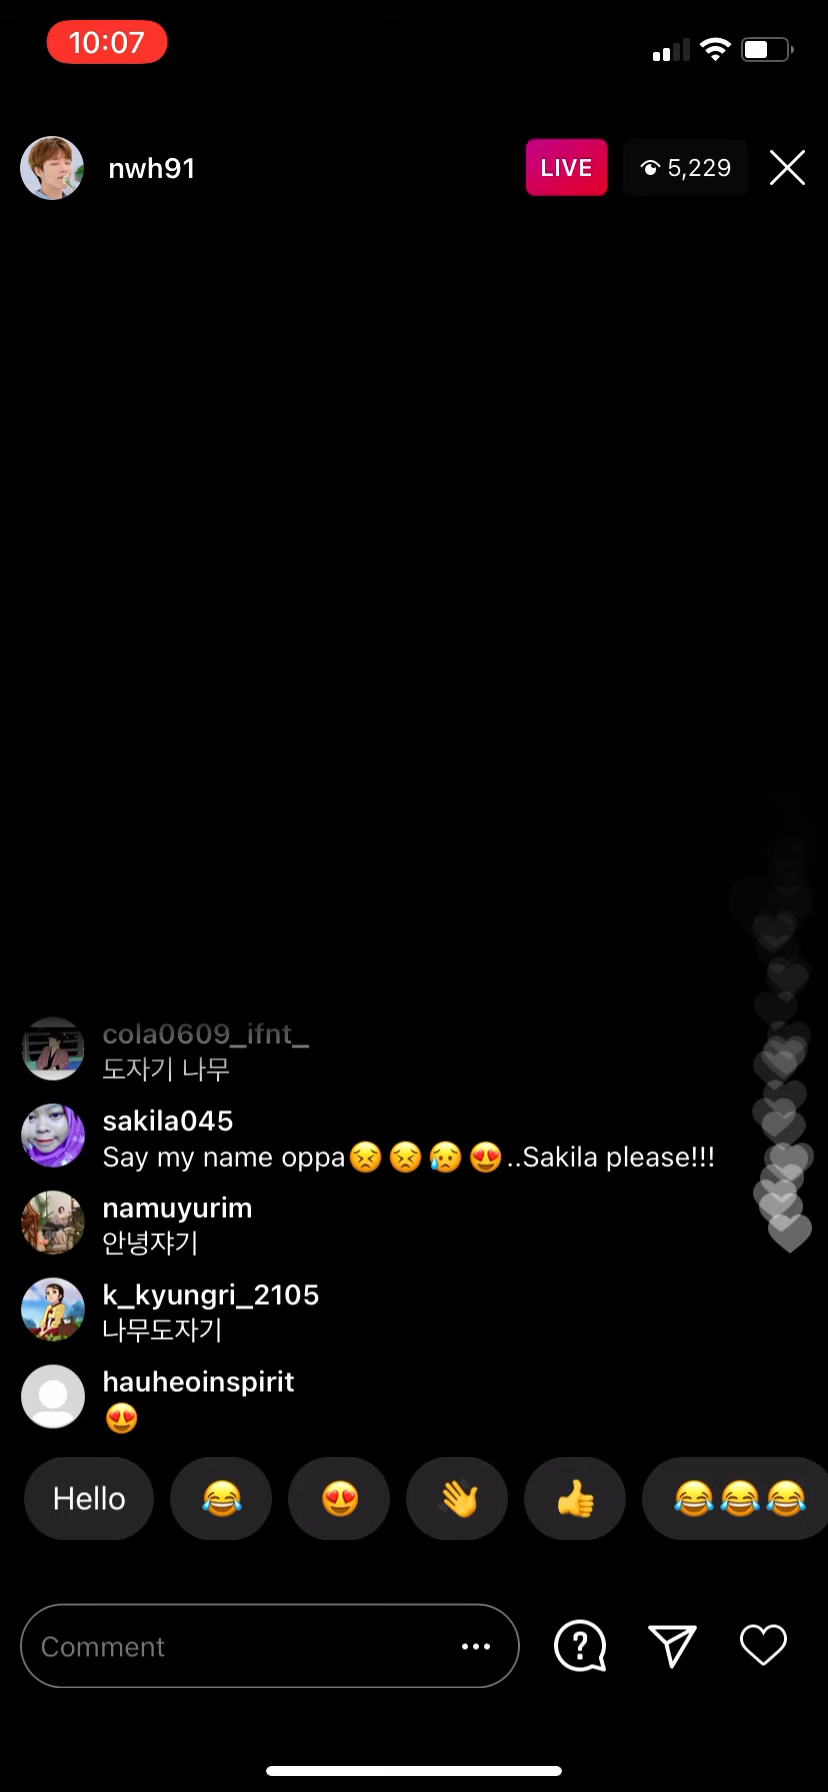 10:07
nwh91
LIVE
5,229
cola0609_ifnt_
도자기 나무
sakila045
Say my name oppa😣😣😥😍..Sakila please!!!
namuyurim
안녕쟈기
k_kyungri_2105
나무도자기
hauheoinspirit
😍
Hello
😂
😍
👋
👍
😂😂😂
Comment